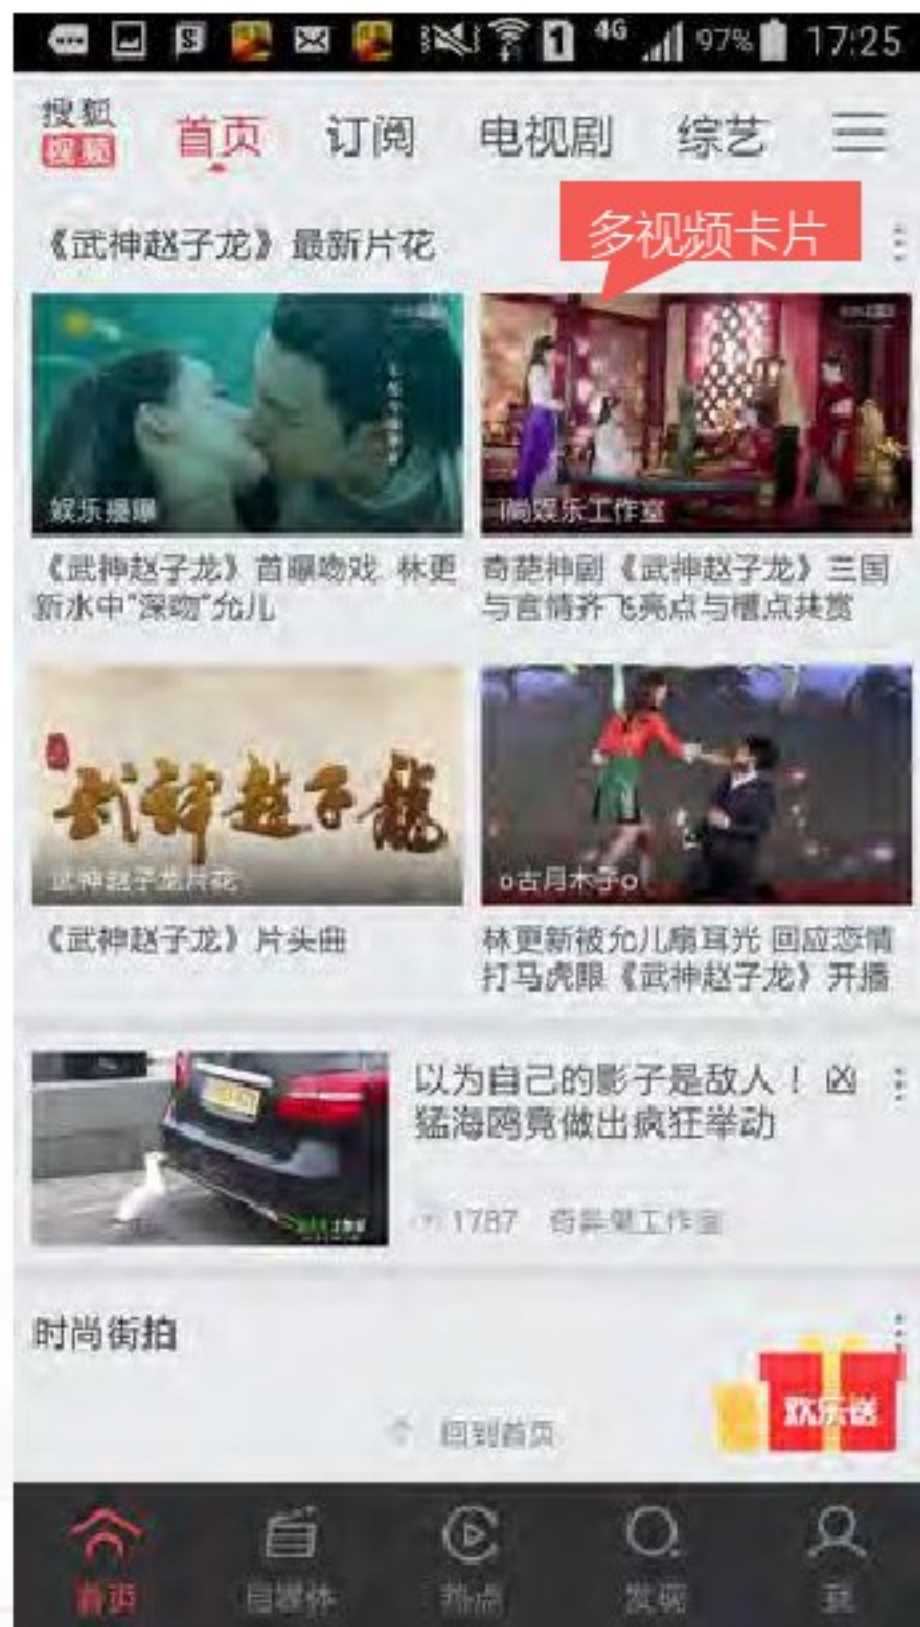 4G 97% 17:25
搜狐
视频
首页 订阅 电视剧 综艺
多视频卡片
《武神赵子龙》最新片花
娱乐播曝
尚娱乐工作室
《武神赵子龙》首曝吻戏 林更
新水中"深吻"允儿
奇葩神剧《武神赵子龙》三国
与言情齐飞亮点与槽点共赏
武神赵子龍
武神赵子龙片花
o古月木子o
《武神赵子龙》片头曲
林更新被允儿扇耳光 回应恋情
打马虎眼《武神赵子龙》开播
以为自己的影子是敌人！凶
猛海鸥竟做出疯狂举动
1787
时尚街拍
欢乐送
回到首页
首页 自媒体 热点 发现 我